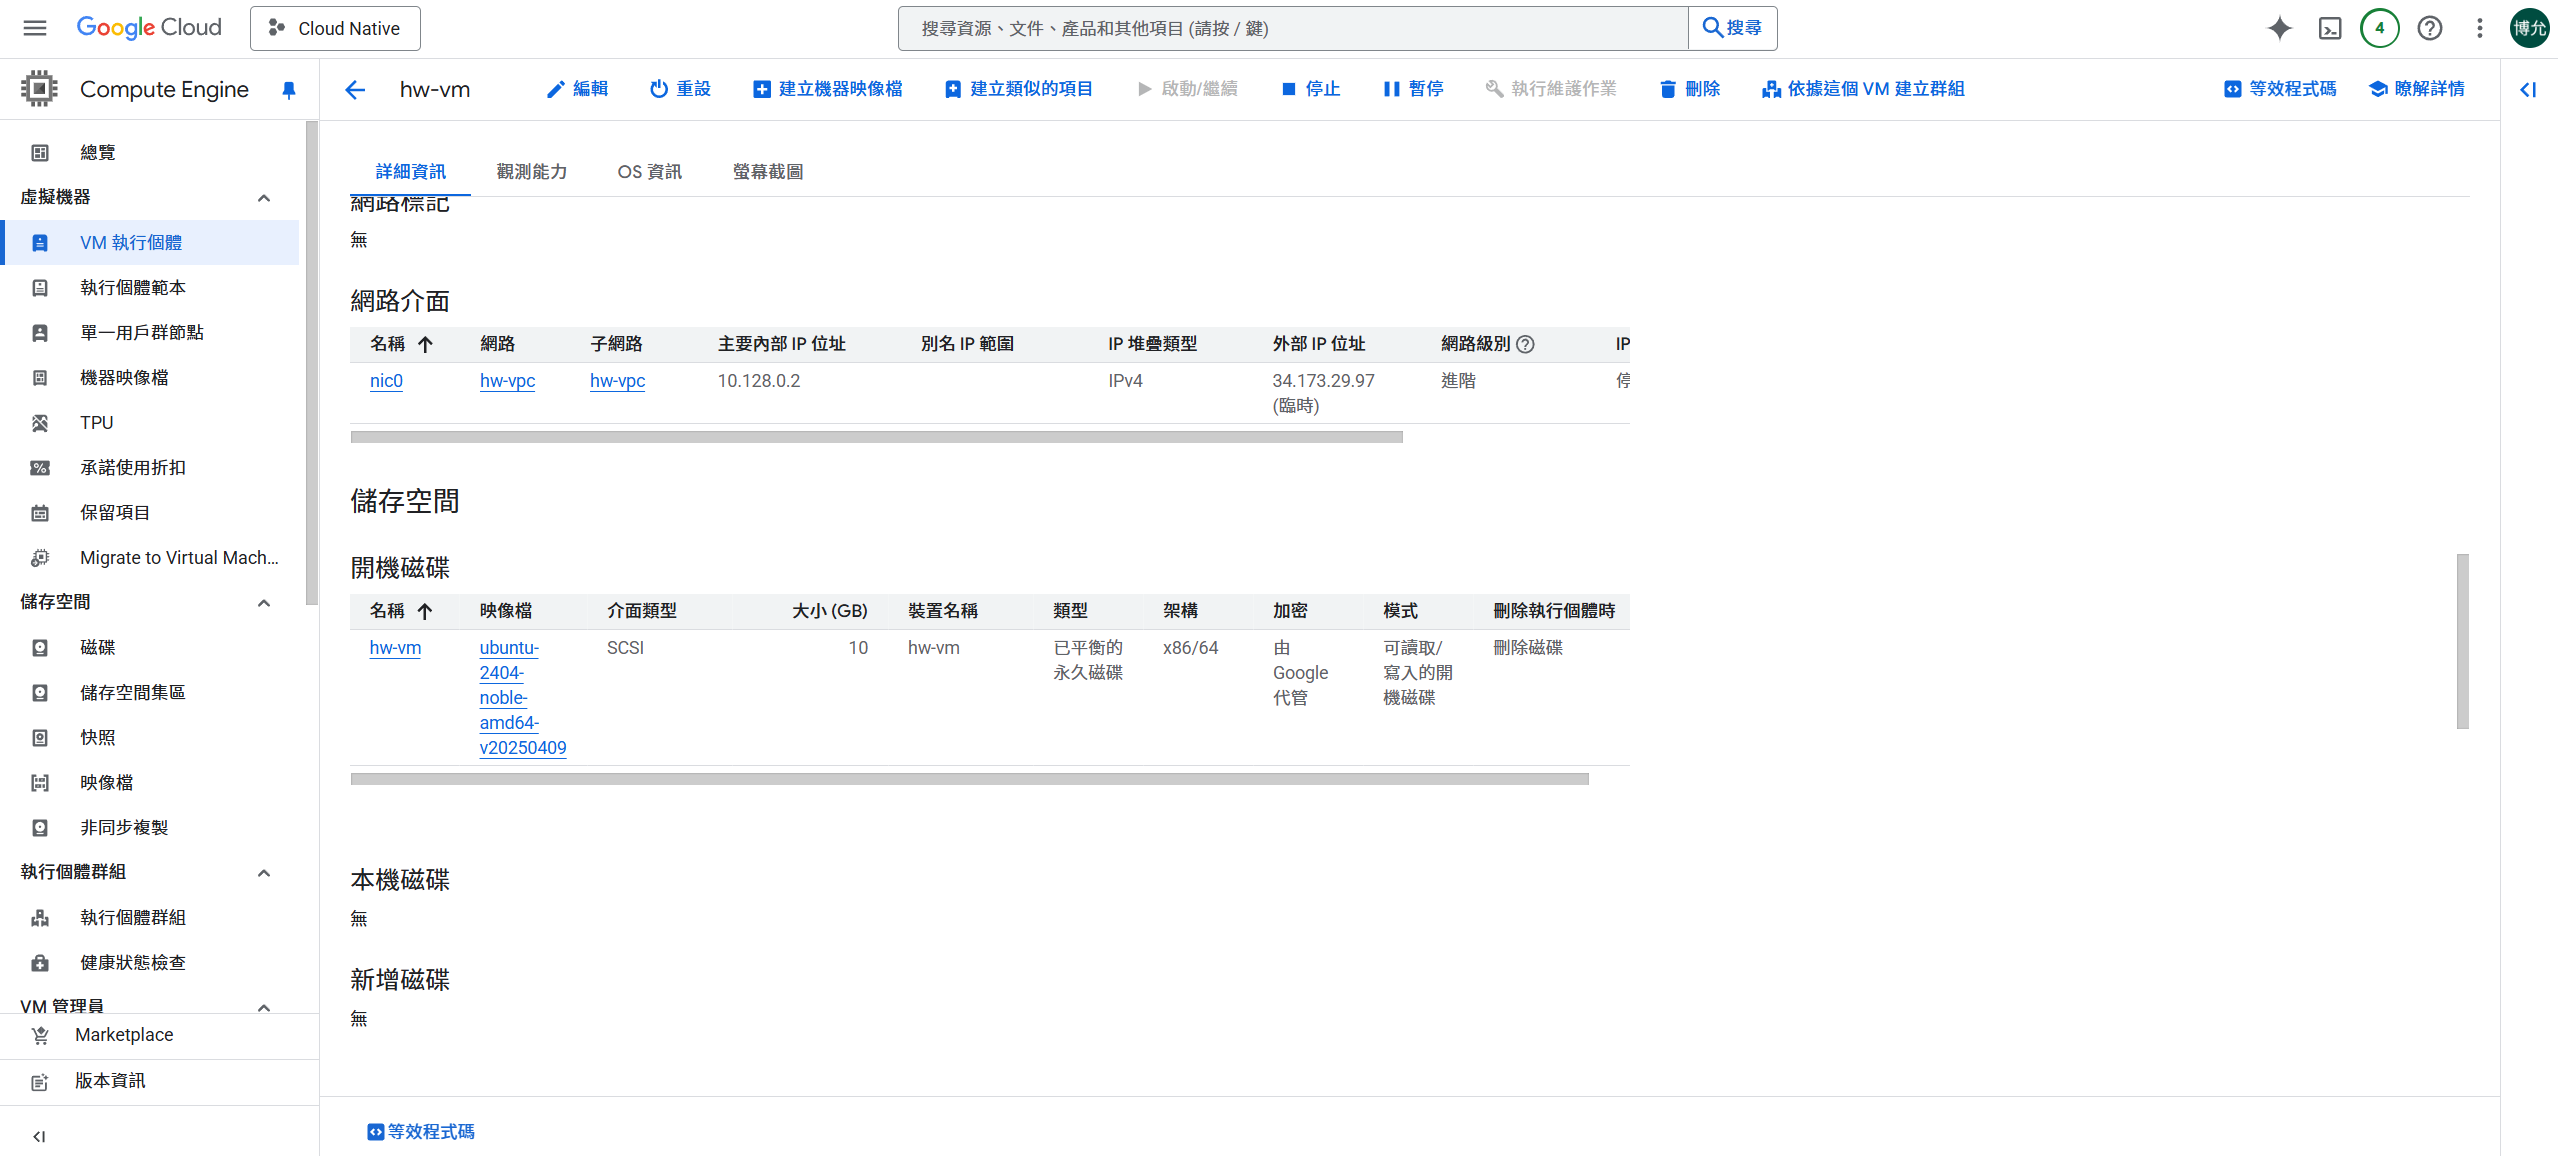 Google Cloud
Cloud Native
搜尋資源、文件、產品和其他項目 (請按 / 鍵)
搜尋
4
博允
Compute Engine
hw-vm
編輯
重設
建立機器映像檔
建立類似的項目
啟動/繼續
停止
暫停
執行維護作業
刪除
依據這個 VM 建立群組
等效程式碼
瞭解詳情
總覽
虛擬機器
VM 執行個體
執行個體範本
單一用戶群節點
機器映像檔
TPU
承諾使用折扣
保留項目
Migrate to Virtual Mach...
儲存空間
磁碟
儲存空間集區
快照
映像檔
非同步複製
執行個體群組
執行個體群組
健康狀態檢查
VM 管理員
Marketplace
版本資訊
詳細資訊
觀測能力
OS 資訊
螢幕截圖
網路標記
無
網路介面
名稱 網路 子網路 主要內部 IP 位址 別名 IP 範圍 IP 堆疊類型 外部 IP 位址 網路級別 IP
nic0 hw-vpc hw-vpc 10.128.0.2 IPv4 34.173.29.97 進階 停
(臨時)
儲存空間
開機磁碟
名稱 映像檔 介面類型 大小 (GB) 裝置名稱 類型 架構 加密 模式 刪除執行個體時
hw-vm ubuntu- SCSI 10 hw-vm 已平衡的 x86/64 由 可讀取/ 刪除磁碟
2404- 永久磁碟 Google 寫入的開
noble- 代管 機磁碟
amd64-
v20250409
本機磁碟
無
新增磁碟
無
等效程式碼